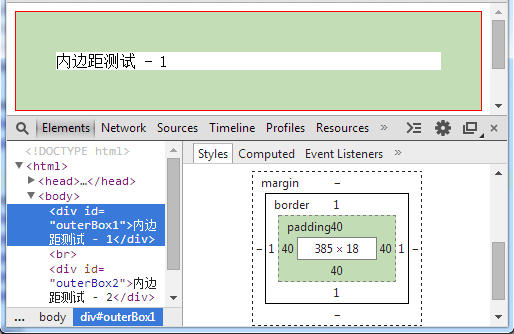 内边距测试 - 1
Elements Network Sources Timeline Profiles Resources »
<!DOCTYPE html>
▼<html>
▶<head>…</head>
▼<body>
<div id=
"outerBox1">内边
距测试 - 1</div>
<br>
<div id=
"outerBox2">内边
距测试 - 2</div>
... body div#outerBox1
Styles Computed Event Listeners »
margin –
border 1
padding40
– 1 40 385 × 18 40 1 –
40
1
–